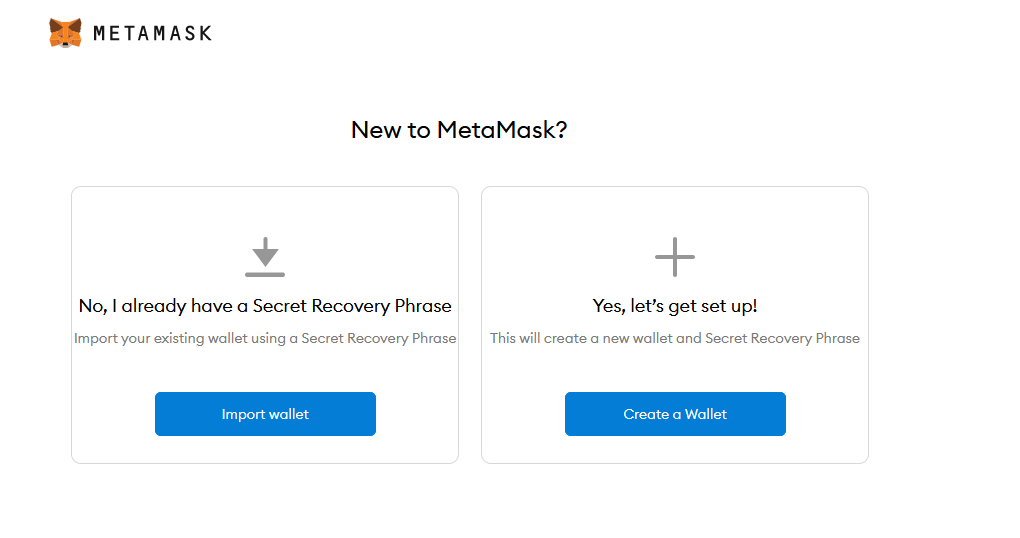 METAMASK
New to MetaMask?
No, I already have a Secret Recovery Phrase
Import your existing wallet using a Secret Recovery Phrase
Import wallet
Yes, let’s get set up!
This will create a new wallet and Secret Recovery Phrase
Create a Wallet